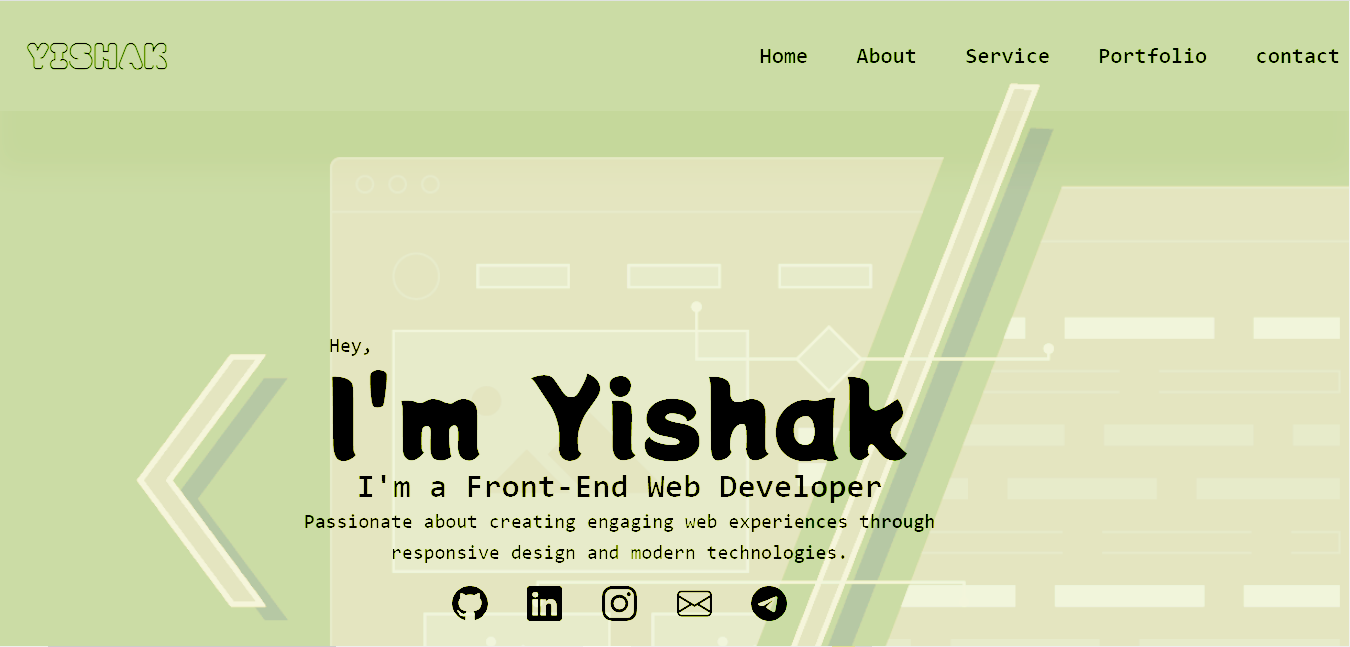 YISHAK
Home About Service Portfolio contact
Hey,
I'm Yishak
I'm a Front-End Web Developer
Passionate about creating engaging web experiences through
responsive design and modern technologies.
in